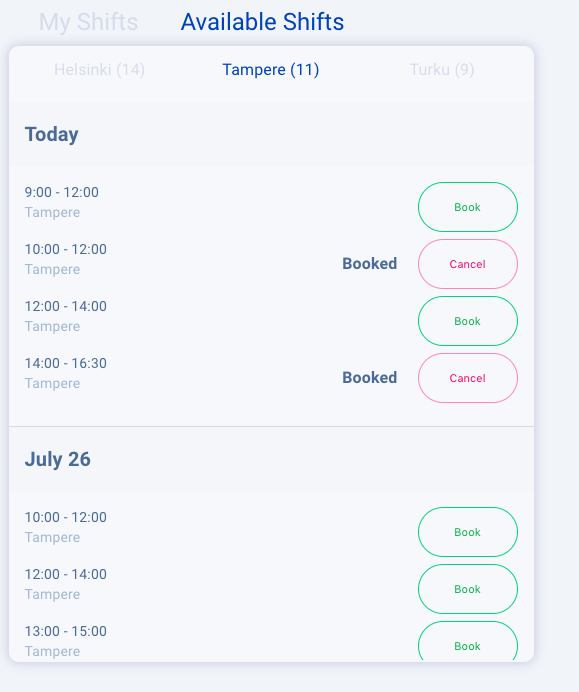 My Shifts Available Shifts
Helsinki (14) Tampere (11) Turku (9)
Today
9:00 - 12:00
Tampere
Book
10:00 - 12:00
Tampere
Booked Cancel
12:00 - 14:00
Tampere
Book
14:00 - 16:30
Tampere
Booked Cancel
July 26
10:00 - 12:00
Tampere
Book
12:00 - 14:00
Tampere
Book
13:00 - 15:00
Tampere
Book